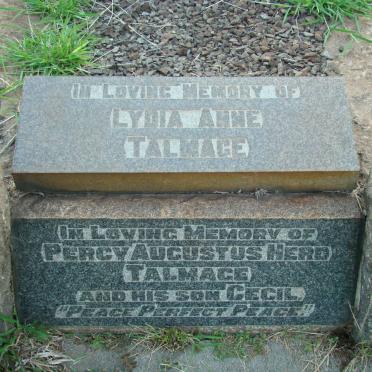 IN LOVING MEMORY OF
LYDIA ANNE
TALMAGE
IN LOVING MEMORY OF
PERCY AUGUSTUS HERD
TALMAGE
AND HIS SON CECIL,
"PEACE PERFECT PEACE"